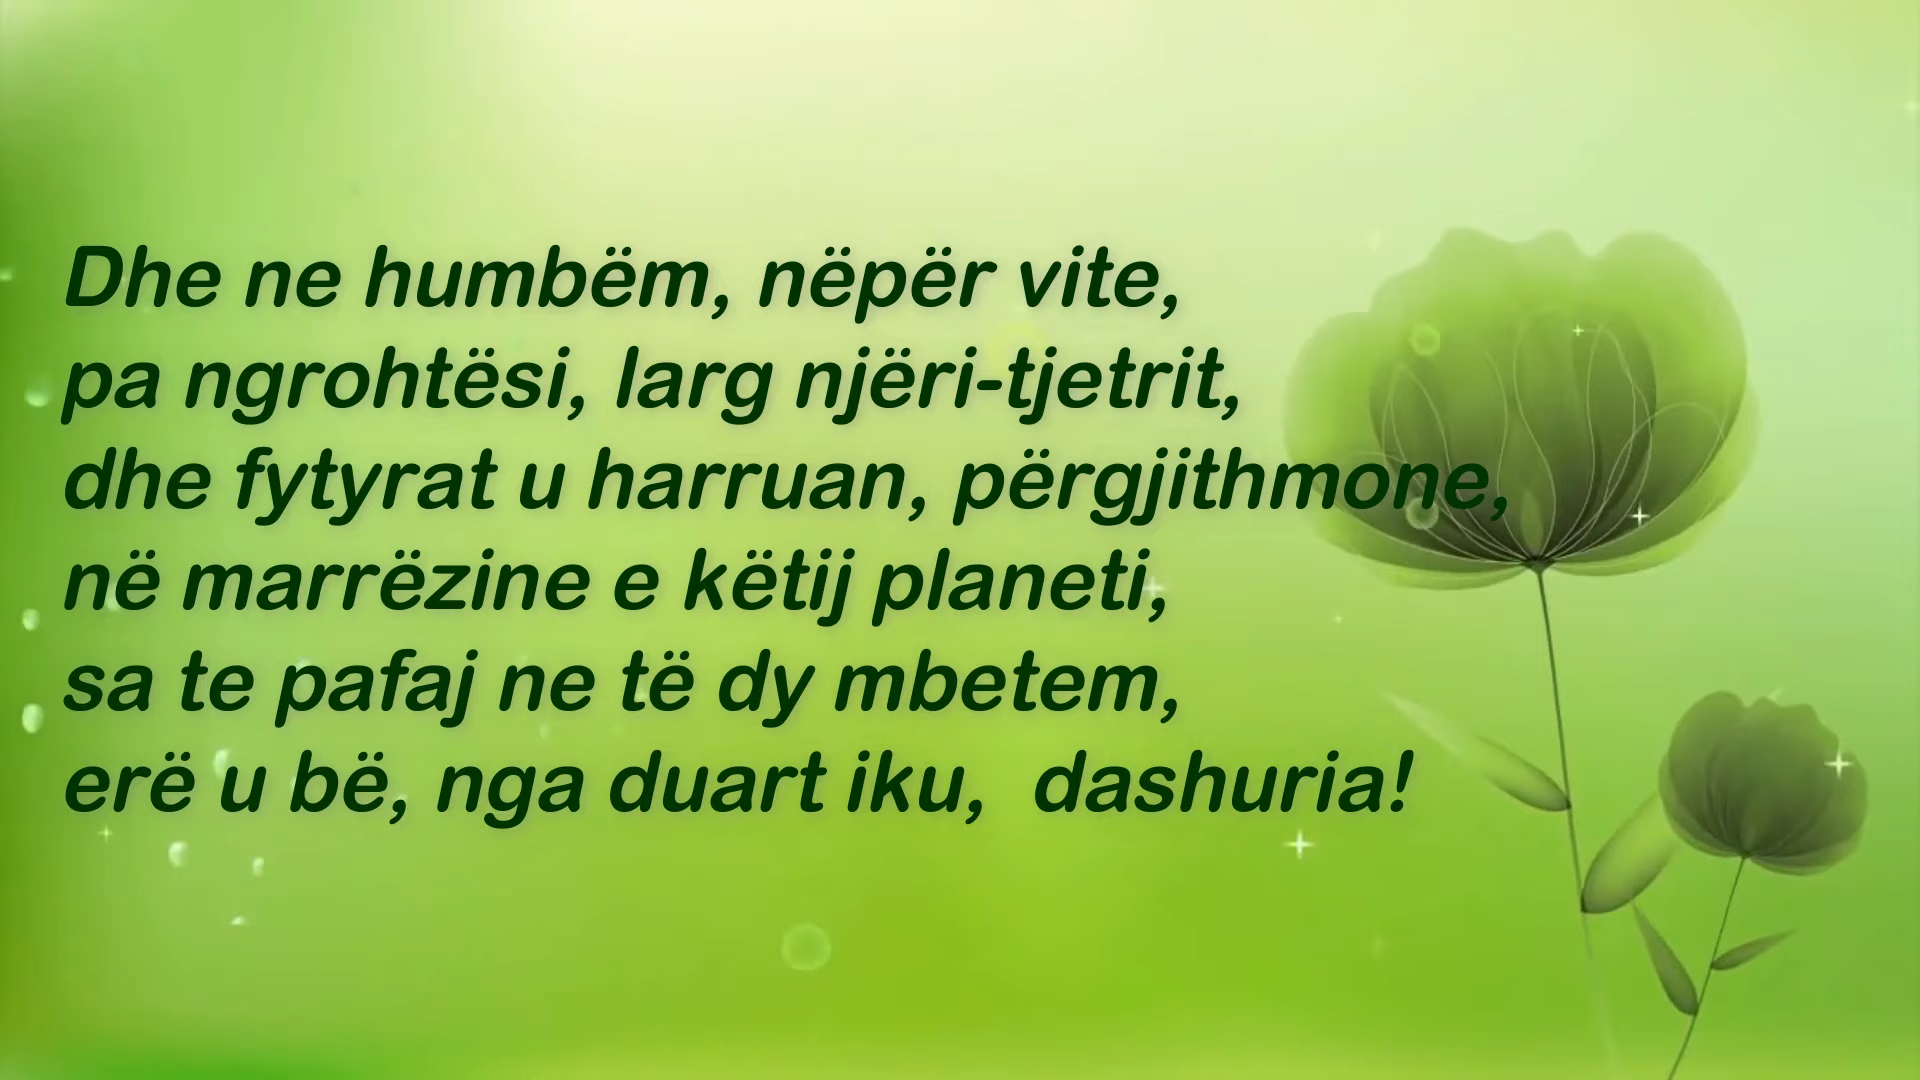 Dhe ne humbëm, nëpër vite,
pa ngrohtësi, larg njëri-tjetrit,
dhe fytyrat u harruan, përgjithmone,
në marrëzine e këtij planeti,
sa te pafaj ne të dy mbetem,
erë u bë, nga duart iku,  dashuria!